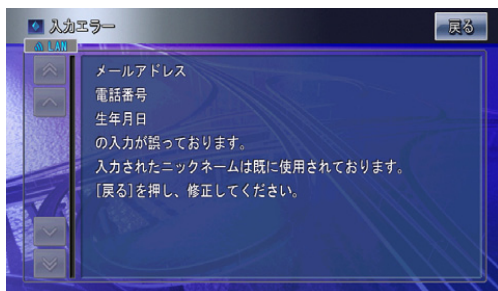 入力エラー
戻る
LAN
メールアドレス
電話番号
生年月日
の入力が誤っております。
入力されたニックネームは既に使用されております。
[戻る]を押し、修正してください。